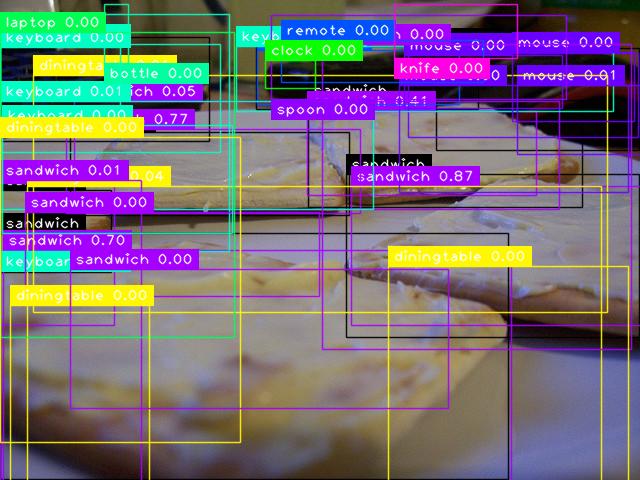 laptop 0.00
keyboard 0.00
remote 0.00
0.00
mouse 0.00
mouse 0.00
clock 0.00
bottle 0.00
knife 0.00
mouse 0.01
keyboard 0.01
0.05
sandwich
0.41
spoon 0.00
keyboard 0.00
0.77
diningtable 0.00
sandwich
sandwich 0.01
0.04
sandwich 0.87
sandwich 0.00
sandwich
sandwich 0.70
sandwich 0.00
diningtable 0.00
diningtable 0.00